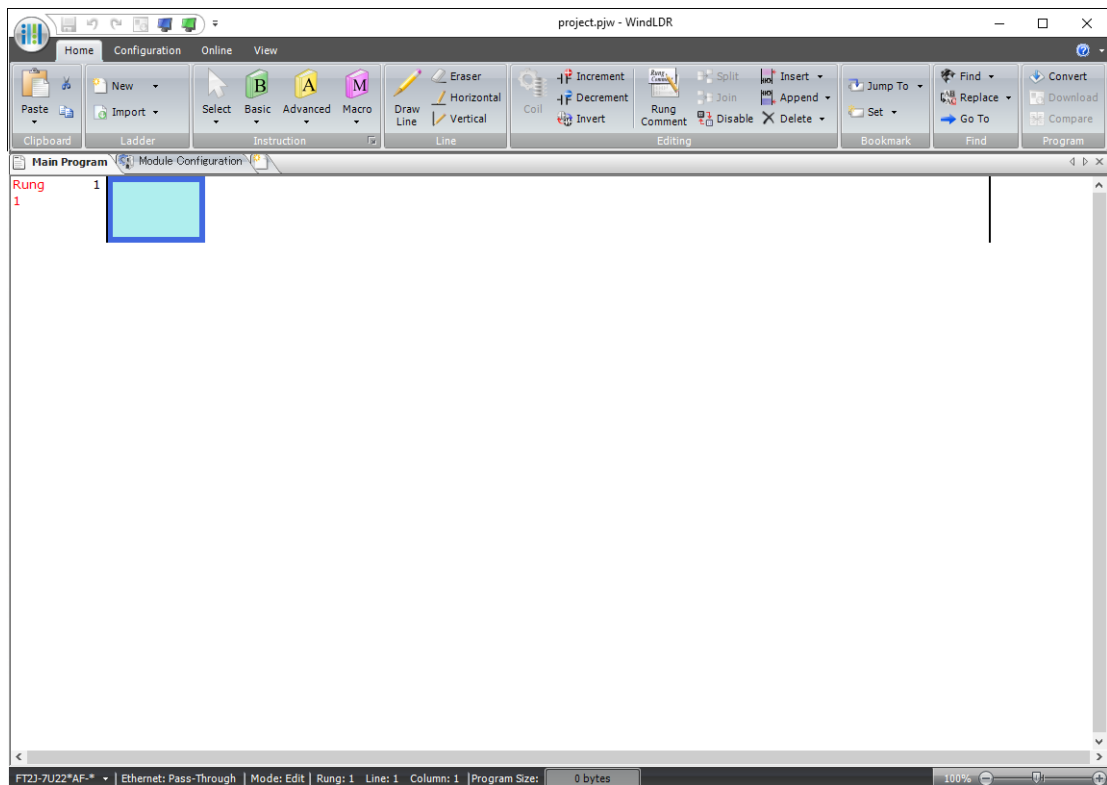 project.pjw - WindLDR
Home Configuration Online View
Paste
Clipboard
New
Import
Ladder
Select
B
Basic
A
Advanced
M
Macro
Instruction
Draw
Line
Eraser
Horizontal
Vertical
Line
Coil
Increment
Decrement
Invert
Rung
Comment
Split
Join
Disable
Insert
Append
Delete
Editing
Jump To
Set
Bookmark
Find
Replace
Go To
Find
Convert
Download
Compare
Program
Main Program Module Configuration
Rung 1
1
FT2J-7U22*AF-* | Ethernet: Pass-Through | Mode: Edit | Rung: 1 Line: 1 Column: 1 |Program Size: 0 bytes 100%